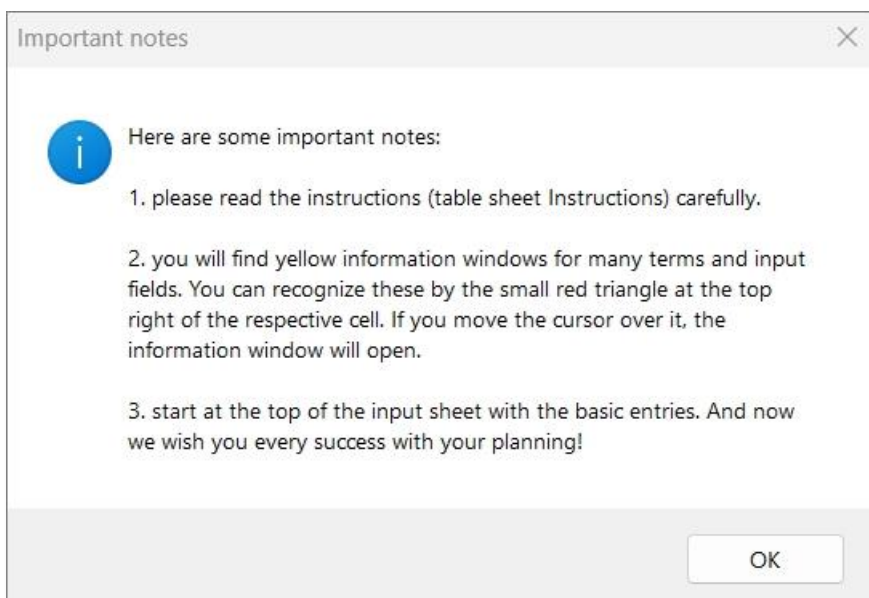 Important notes
Here are some important notes:
1. please read the instructions (table sheet Instructions) carefully.
2. you will find yellow information windows for many terms and input
fields. You can recognize these by the small red triangle at the top
right of the respective cell. If you move the cursor over it, the
information window will open.
3. start at the top of the input sheet with the basic entries. And now
we wish you every success with your planning!
OK